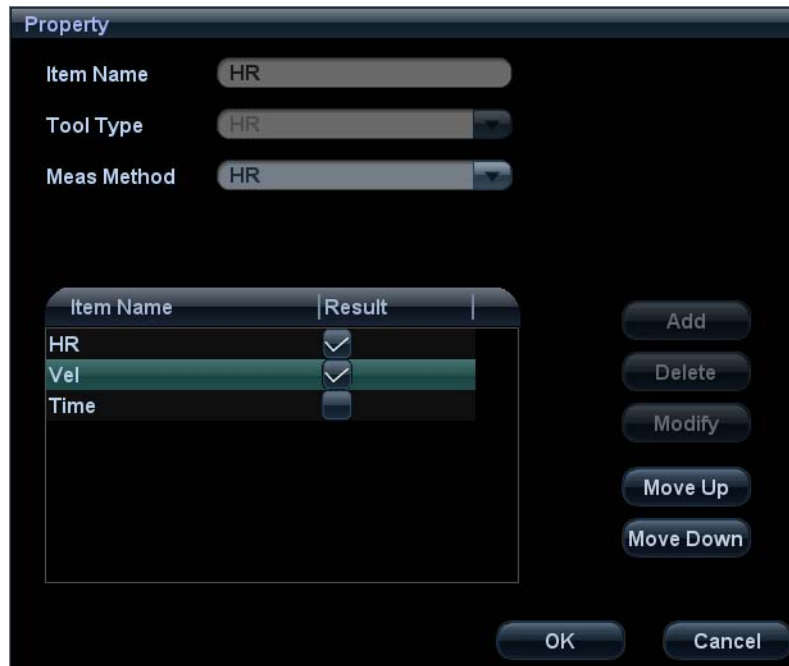 Property
Item Name HR
Tool Type HR
Meas Method HR
Item Name Result
HR
Vel
Time
Add
Delete
Modify
Move Up
Move Down
OK Cancel